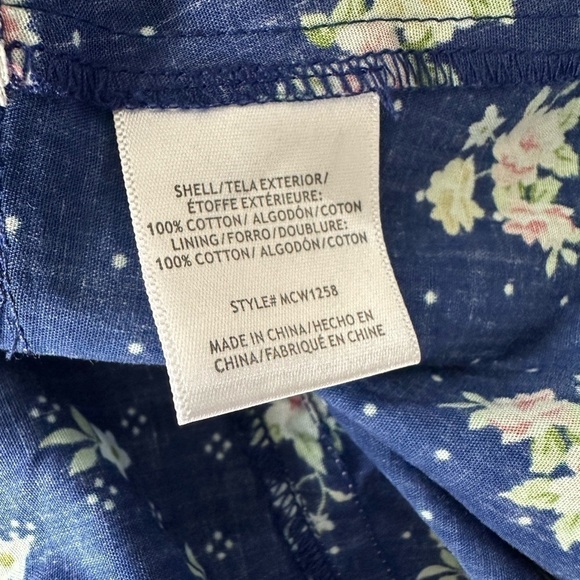 SHELL/TELA EXTERIOR/
ÉTOFFE EXTÉRIEURE:
100% COTTON/ ALGODÓN/COTON
LINING/FORRO/DOUBLURE:
100% COTTON/ ALGODÓN/COTON
STYLE# MCW1258
MADE IN CHINA/HECHO EN
CHINA/FABRIQUÉ EN CHINE